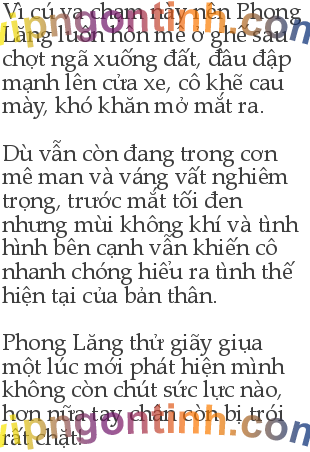 Vì cú va chạm này nên Phong
Lăng luôn hôn mê ở ghế sau
chợt ngã xuống đất, đầu đập
mạnh lên cửa xe, cô khẽ cau
mày, khó khăn mở mắt ra.
Dù vẫn còn đang trong cơn
mê man và váng vất nghiêm
trọng, trước mắt tối đen
nhưng mùi không khí và tình
hình bên cạnh vẫn khiến cô
nhanh chóng hiểu ra tình thế
hiện tại của bản thân.
Phong Lăng thử giãy giụa
một lúc mới phát hiện mình
không còn chút sức lực nào,
hơn nữa tay chân còn bị trói
rất chặt.
vipngontinh.com
vipngontinh.com